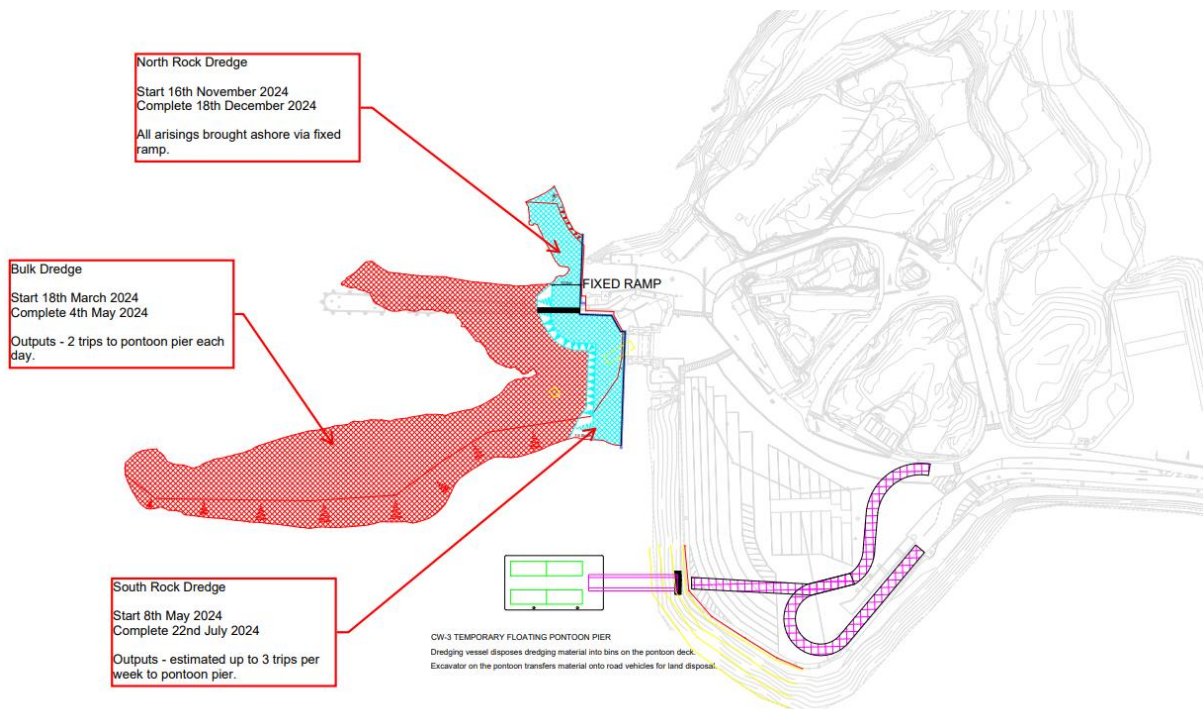 North Rock Dredge
Start 16th November 2024
Complete 18th December 2024
All arisings brought ashore via fixed
ramp.
FIXED RAMP
Bulk Dredge
Start 18th March 2024
Complete 4th May 2024
Outputs - 2 trips to pontoon pier each
day.
South Rock Dredge
Start 8th May 2024
Complete 22nd July 2024
Outputs - estimated up to 3 trips per
week to pontoon pier.
CW-3 TEMPORARY FLOATING PONTOON PIER
Dredging vessel disposes dredging material into bins on the pontoon deck.
Excavator on the pontoon transfers material onto road vehicles for land disposal.